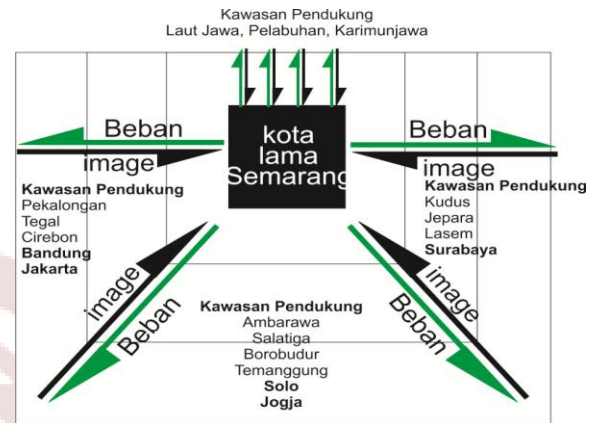 Kawasan Pendukung
Laut Jawa, Pelabuhan, Karimunjawa
Beban
image
kota
lama
Semarang
Beban
image
Kawasan Pendukung
Pekalongan
Tegal
Cirebon
Bandung
Jakarta
Kawasan Pendukung
Kudus
Jepara
Lasem
Surabaya
image
Beban
Kawasan Pendukung
Ambarawa
Salatiga
Borobudur
Temanggung
Solo
Jogja
image
Beban